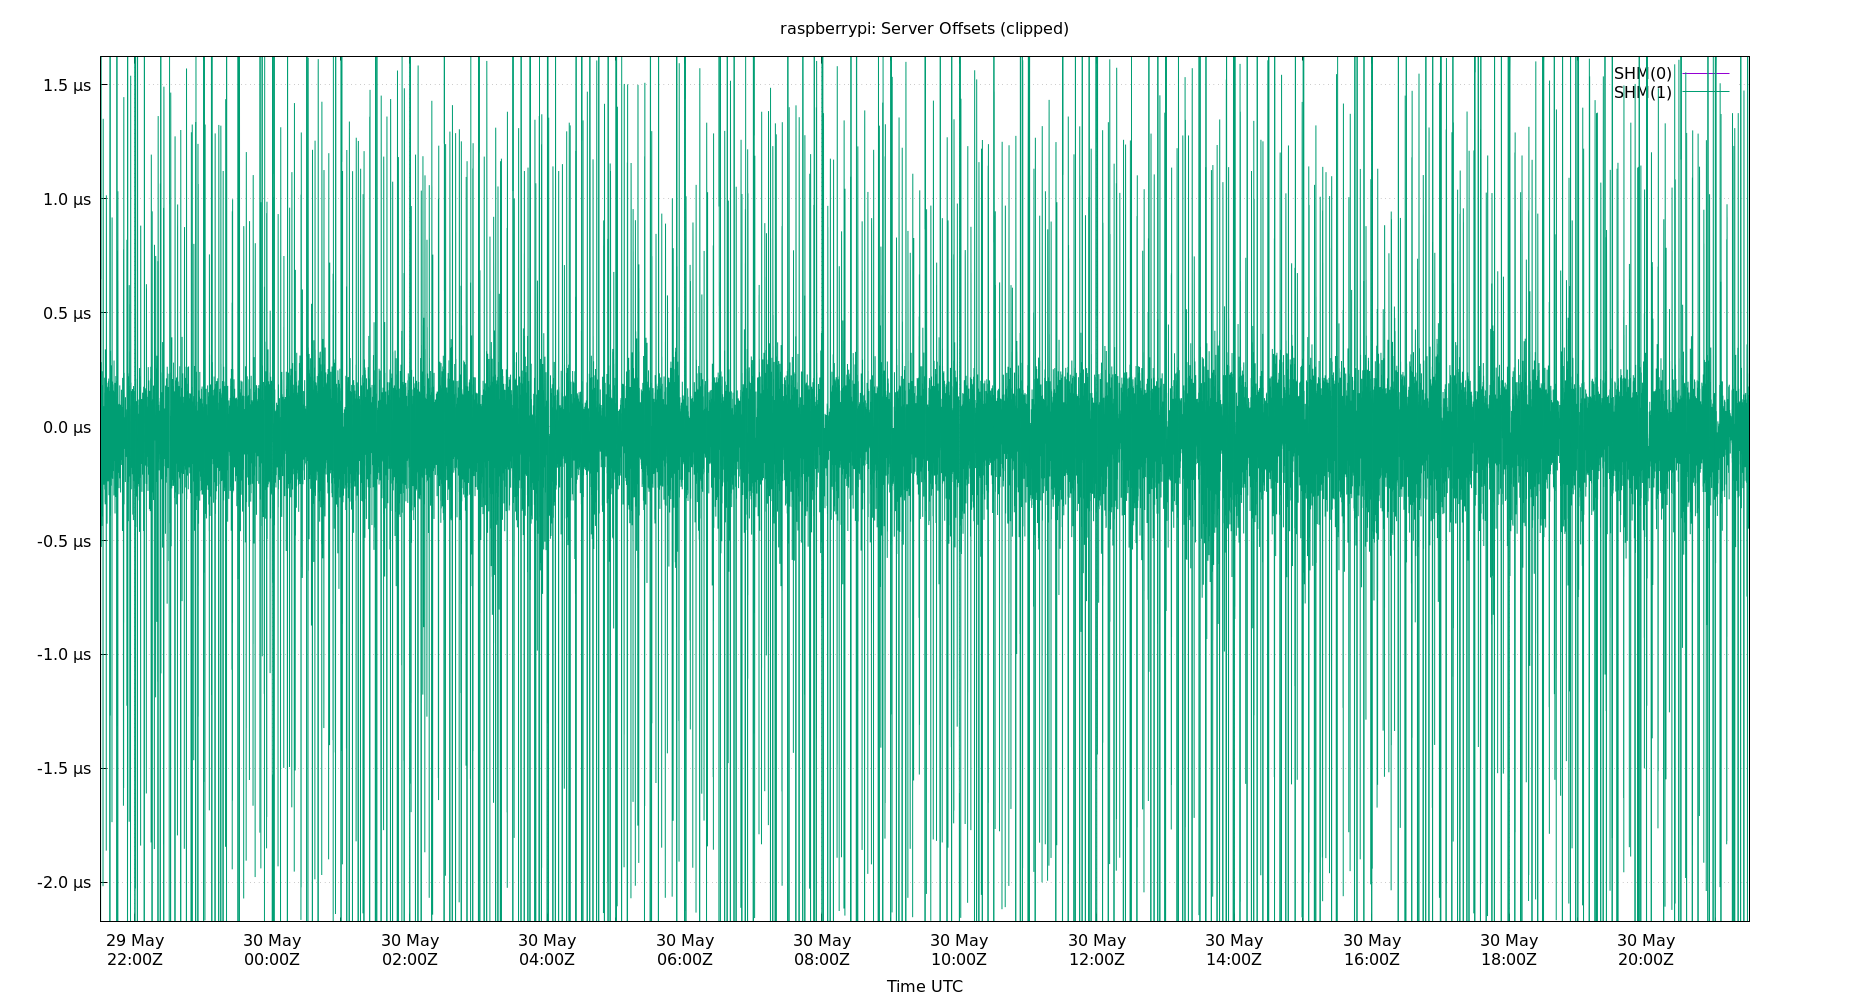 raspberrypi: Server Offsets (clipped)
SHM(0)
SHM(1)
1.5 µs
1.0 µs
0.5 µs
0.0 µs
-0.5 µs
-1.0 µs
-1.5 µs
-2.0 µs
29 May 30 May 30 May 30 May 30 May 30 May 30 May 30 May 30 May 30 May 30 May 30 May
22:00Z 00:00Z 02:00Z 04:00Z 06:00Z 08:00Z 10:00Z 12:00Z 14:00Z 16:00Z 18:00Z 20:00Z
Time UTC